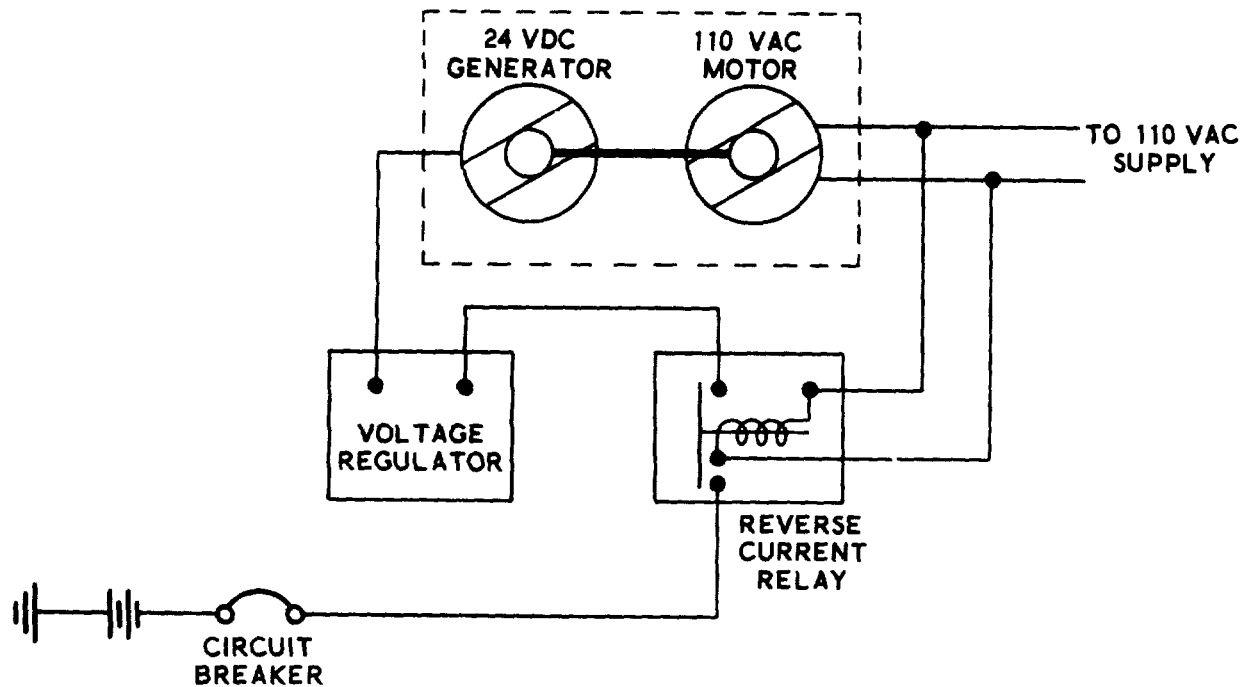 24 VDC
GENERATOR
110 VAC
MOTOR
TO 110 VAC
SUPPLY
VOLTAGE
REGULATOR
REVERSE
CURRENT
RELAY
CIRCUIT
BREAKER